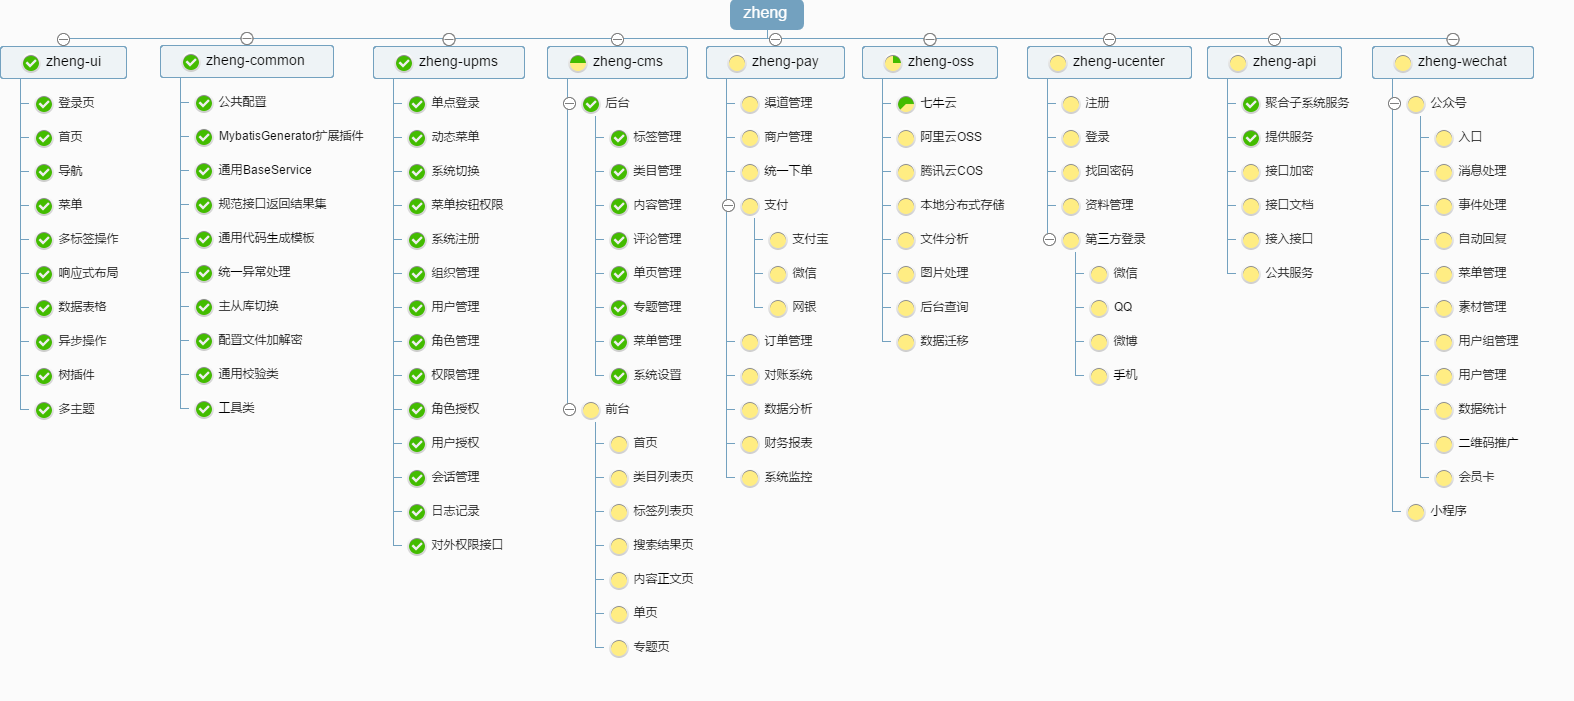 zheng
zheng-ui
登录页
首页
导航
菜单
多标签操作
响应式布局
数据表格
异步操作
树插件
多主题
zheng-common
公共配置
MybatisGenerator扩展插件
通用BaseService
规范接口返回结果集
通用代码生成模板
统一异常处理
主从库切换
配置文件加解密
通用校验类
工具类
zheng-upms
单点登录
动态菜单
系统切换
菜单按钮权限
系统注册
组织管理
用户管理
角色管理
权限管理
角色授权
用户授权
会话管理
日志记录
对外权限接口
zheng-cms
后台
标签管理
类目管理
内容管理
评论管理
单页管理
专题管理
菜单管理
系统设置
前台
首页
类目列表页
标签列表页
搜索结果页
内容正文页
单页
专题页
zheng-pay
渠道管理
商户管理
统一下单
支付
支付宝
微信
网银
订单管理
对账系统
数据分析
财务报表
系统监控
zheng-oss
七牛云
阿里云OSS
腾讯云COS
本地分布式存储
文件分析
图片处理
后台查询
数据迁移
zheng-ucenter
注册
登录
找回密码
资料管理
第三方登录
微信
QQ
微博
手机
zheng-api
聚合子系统服务
提供服务
接口加密
接口文档
接入接口
公共服务
zheng-wechat
公众号
入口
消息处理
事件处理
自动回复
菜单管理
素材管理
用户组管理
用户管理
数据统计
二维码推广
会员卡
小程序